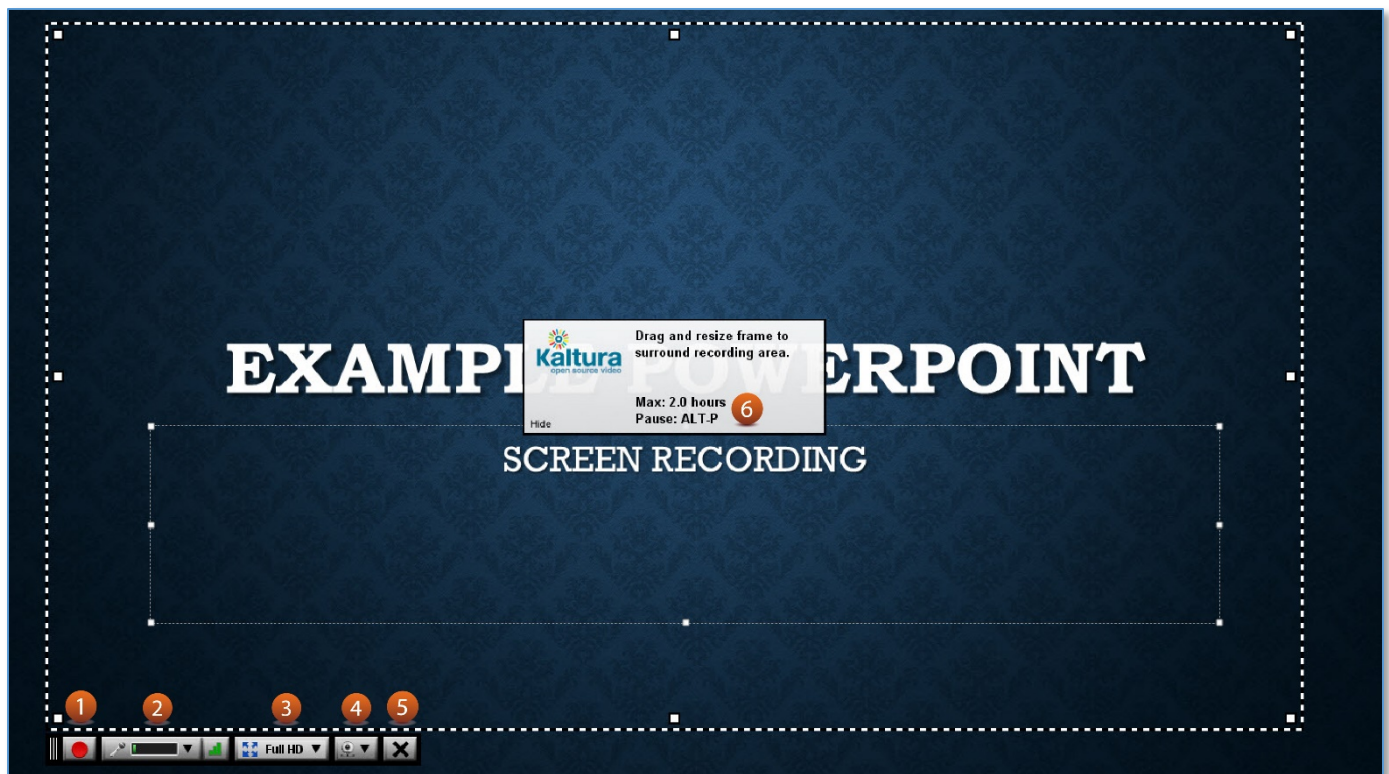 EXAMPLE POWERPOINT
Kaltura
open source video
Drag and resize frame to
surround recording area.
Max: 2.0 hours
Pause: ALT-P
6
Hide
SCREEN RECORDING
1 2 3 4 5
Full HD